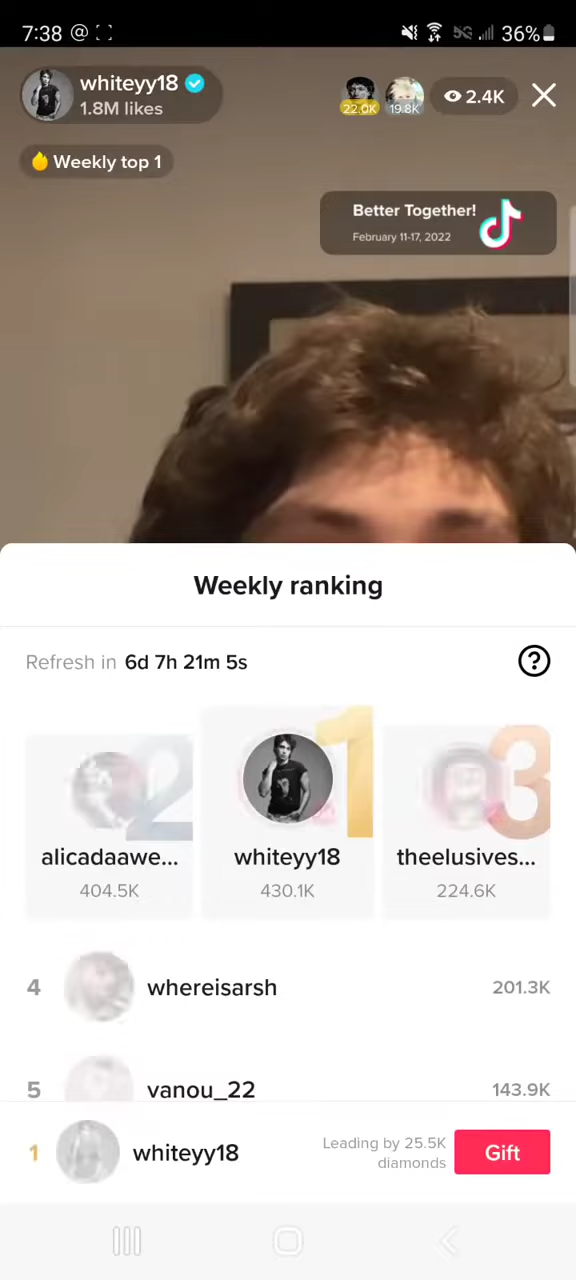 7:38 @ 5G 36%
whiteyy18
1.8M likes
22.0K 19.8K 2.4K
Weekly top 1
Better Together!
February 11-17, 2022
Weekly ranking
Refresh in 6d 7h 21m 5s ?
2 1 3
alicadaawe... whiteyy18 theelusives...
404.5K 430.1K 224.6K
4 whereisarsh 201.3K
5 vanou_22 143.9K
1 whiteyy18 Leading by 25.5K
diamonds Gift